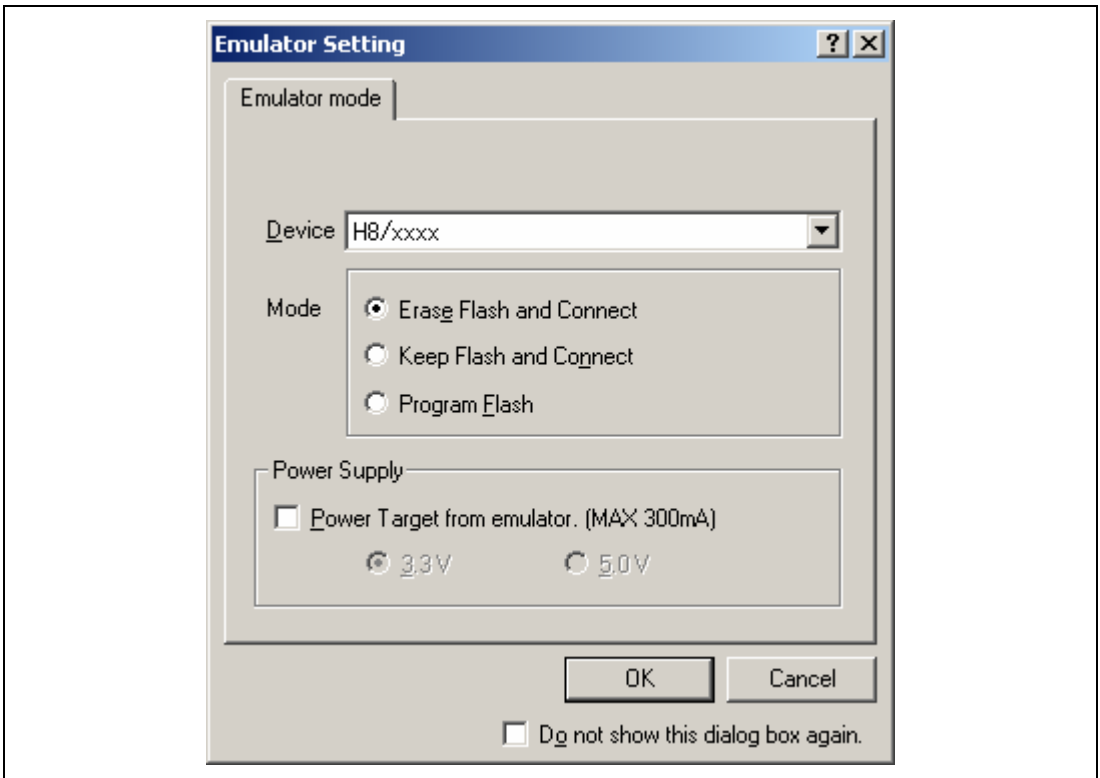 Emulator Setting
Emulator mode
Device H8/xxxx
Mode
Erase Flash and Connect
Keep Flash and Connect
Program Flash
Power Supply
Power Target from emulator. (MAX 300mA)
3.3V 5.0V
OK Cancel
Do not show this dialog box again.